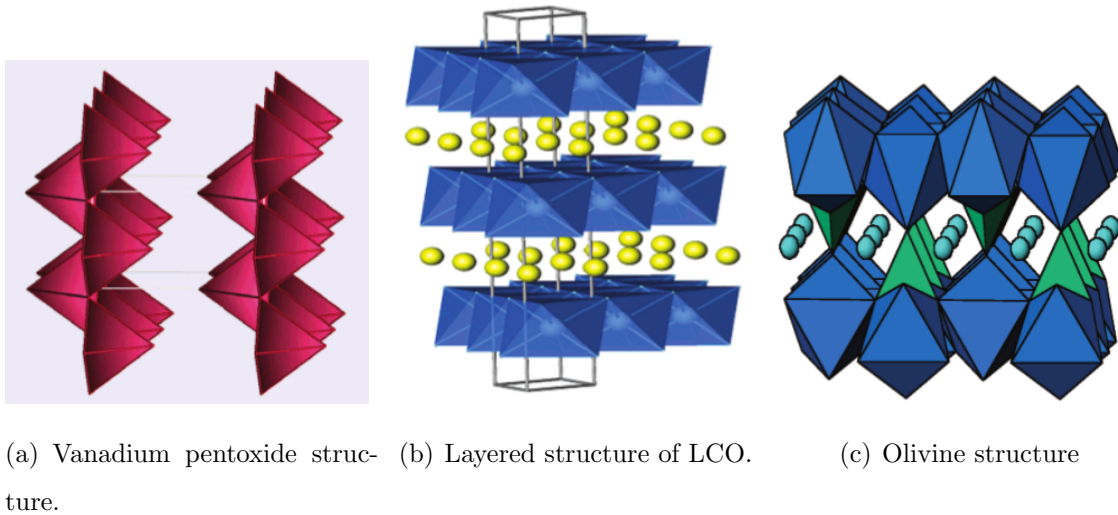 (a) Vanadium pentoxide struc-
ture.
(b) Layered structure of LCO.
(c) Olivine structure